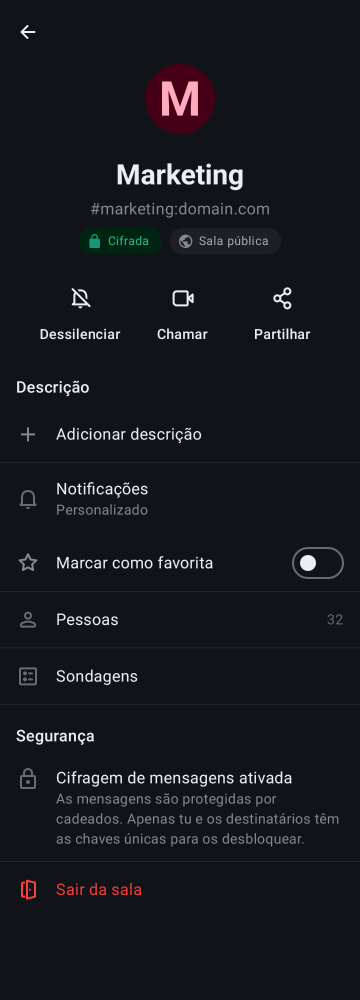 M
Marketing
#marketing:domain.com
Cifrada
Sala pública
Dessilenciar
Chamar
Partilhar
Descrição
Adicionar descrição
Notificações
Personalizado
Marcar como favorita
Pessoas
32
Sondagens
Segurança
Cifragem de mensagens ativada
As mensagens são protegidas por
cadeados. Apenas tu e os destinatários têm
as chaves únicas para os desbloquear.
Sair da sala